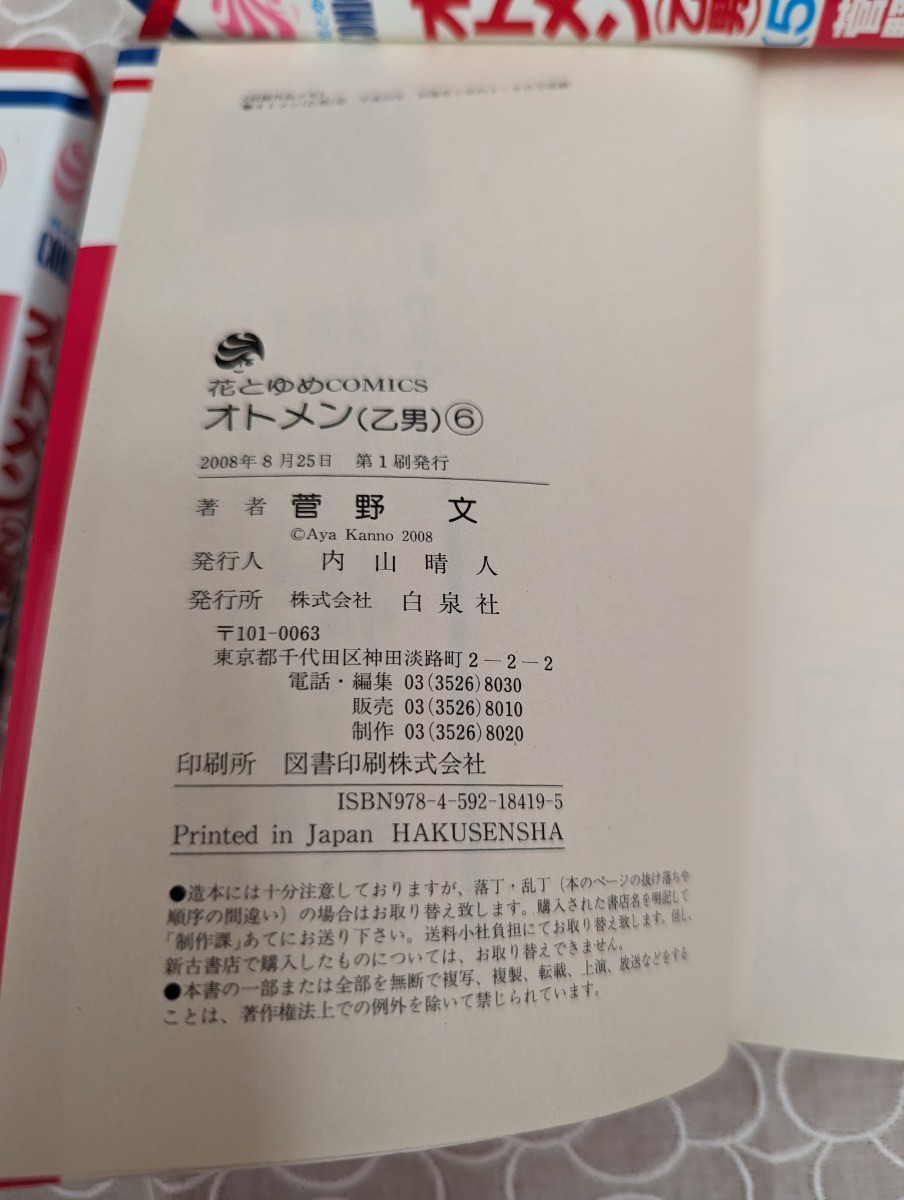 オトメン(乙男)(5)
COMICS
花とゆめCOMICS
オトメン(乙男)⑥
2008年8月25日 第1刷発行
著者 菅野 文
©Aya Kanno 2008
発行人 内山晴人
発行所 株式会社 白泉社
〒101-0063
東京都千代田区神田淡路町2-2-2
電話・編集 03(3526)8030
販売 03(3526)8010
制作 03(3526)8020
印刷所 図書印刷株式会社
ISBN978-4-592-18419-5
Printed in Japan HAKUSENSHA
●造本には十分注意しておりますが、落丁・乱丁(本のページの抜け落ちや
順序の間違い)の場合はお取り替え致します。購入された書店名を明記して
「制作課」あてにお送り下さい。送料小社負担にてお取り替え致します。但し、
新古書店で購入したものについては、お取り替えできません。
●本書の一部または全部を無断で複写、複製、転載、上演、放送などをする
ことは、著作権法上での例外を除いて禁じられています。